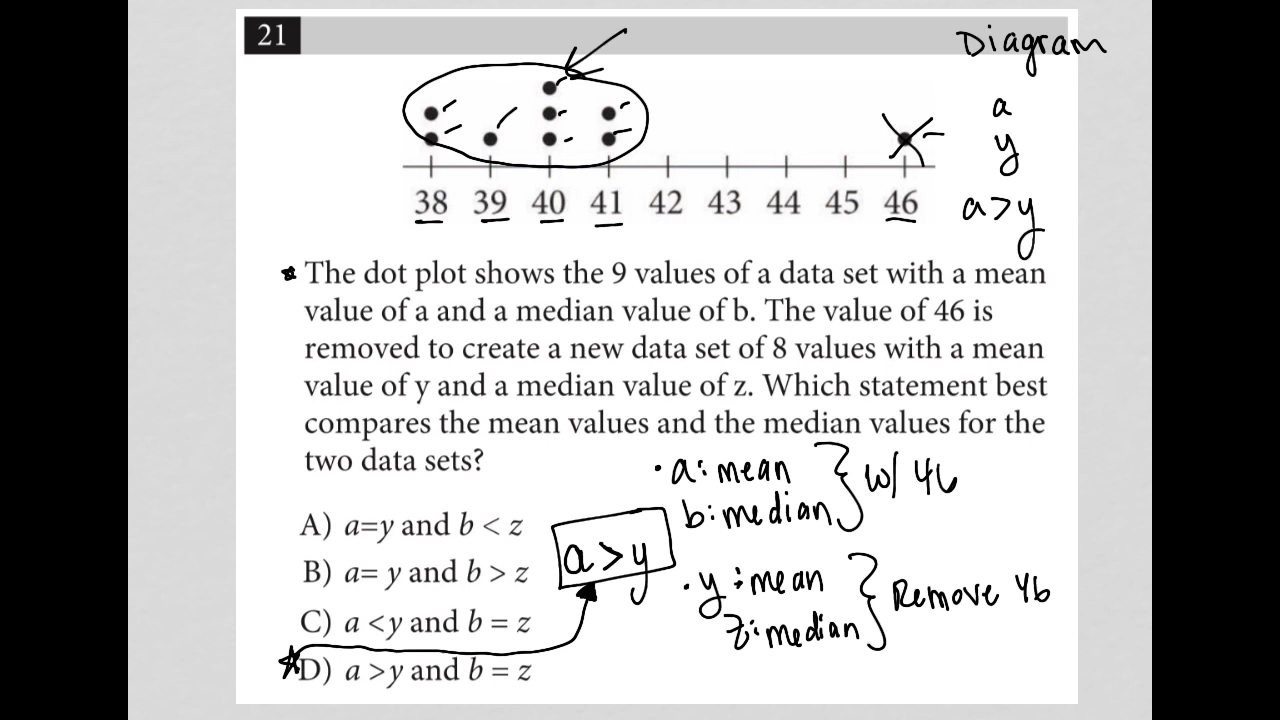 21
Diagram
a
y
a>y
38 39 40 41 42 43 44 45 46
The dot plot shows the 9 values of a data set with a mean
value of a and a median value of b. The value of 46 is
removed to create a new data set of 8 values with a mean
value of y and a median value of z. Which statement best
compares the mean values and the median values for the
two data sets?
A) a=y and b < z
B) a= y and b > z
C) a <y and b = z
D) a >y and b = z
a > y
• a: mean
b: median
w/ 46
• y: mean
z: median
Remove 46